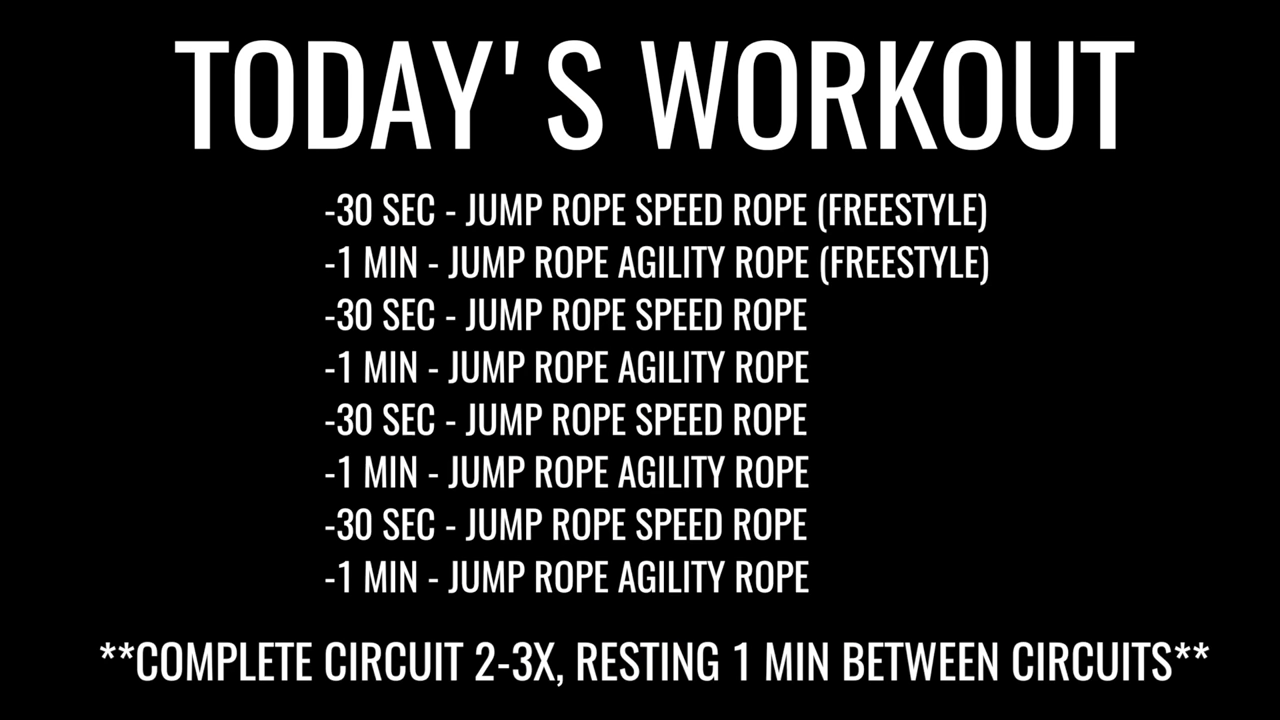 TODAY'S WORKOUT
-30 SEC - JUMP ROPE SPEED ROPE (FREESTYLE)
-1 MIN - JUMP ROPE AGILITY ROPE (FREESTYLE)
-30 SEC - JUMP ROPE SPEED ROPE
-1 MIN - JUMP ROPE AGILITY ROPE
-30 SEC - JUMP ROPE SPEED ROPE
-1 MIN - JUMP ROPE AGILITY ROPE
-30 SEC - JUMP ROPE SPEED ROPE
-1 MIN - JUMP ROPE AGILITY ROPE
**COMPLETE CIRCUIT 2-3X, RESTING 1 MIN BETWEEN CIRCUITS**